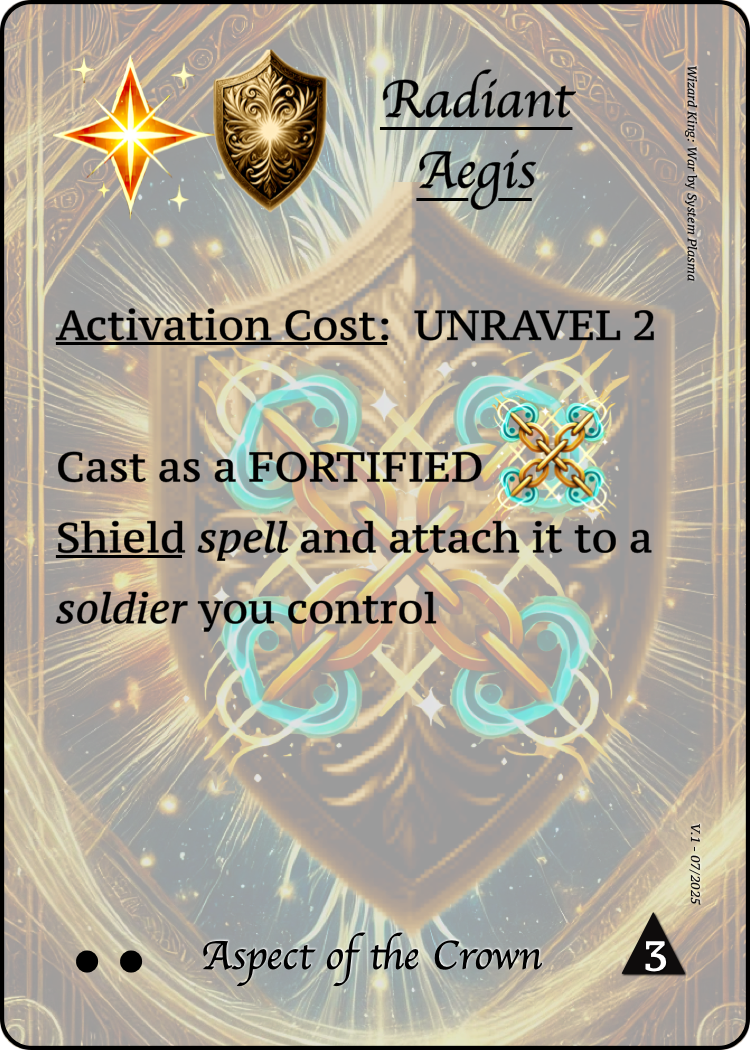 Radiant
Aegis
Wizard King: War by System Plasma
Activation Cost: UNRAVEL 2
Cast as a FORTIFIED
Shield spell and attach it to a
soldier you control
V.1 - 07/2025
Aspect of the Crown
3